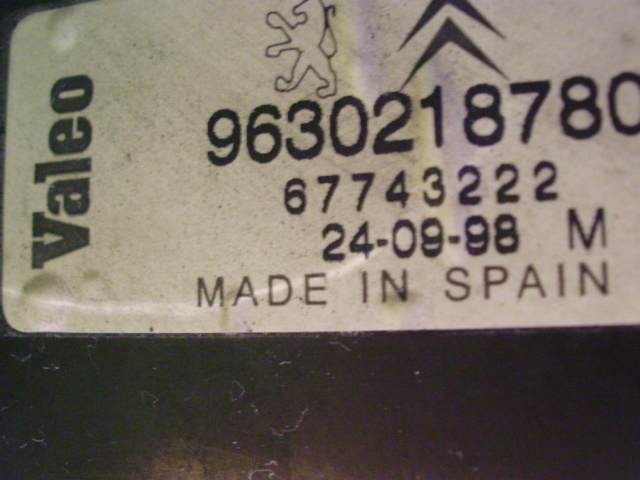 Valeo
9630218780
67743222
24-09-98 M
MADE IN SPAIN